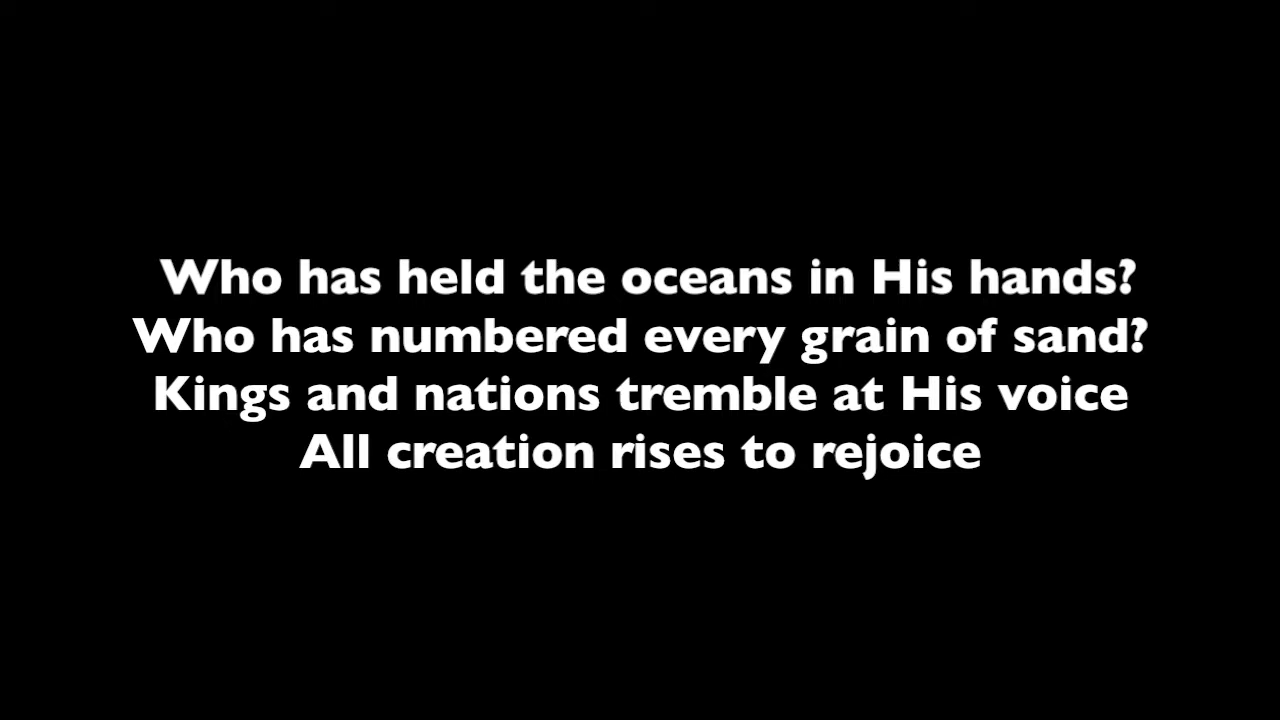 Who has held the oceans in His hands?
Who has numbered every grain of sand?
Kings and nations tremble at His voice
All creation rises to rejoice